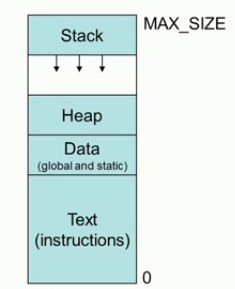 MAX_SIZE
Stack
Heap
Data
(global and static)
Text
(instructions)
0